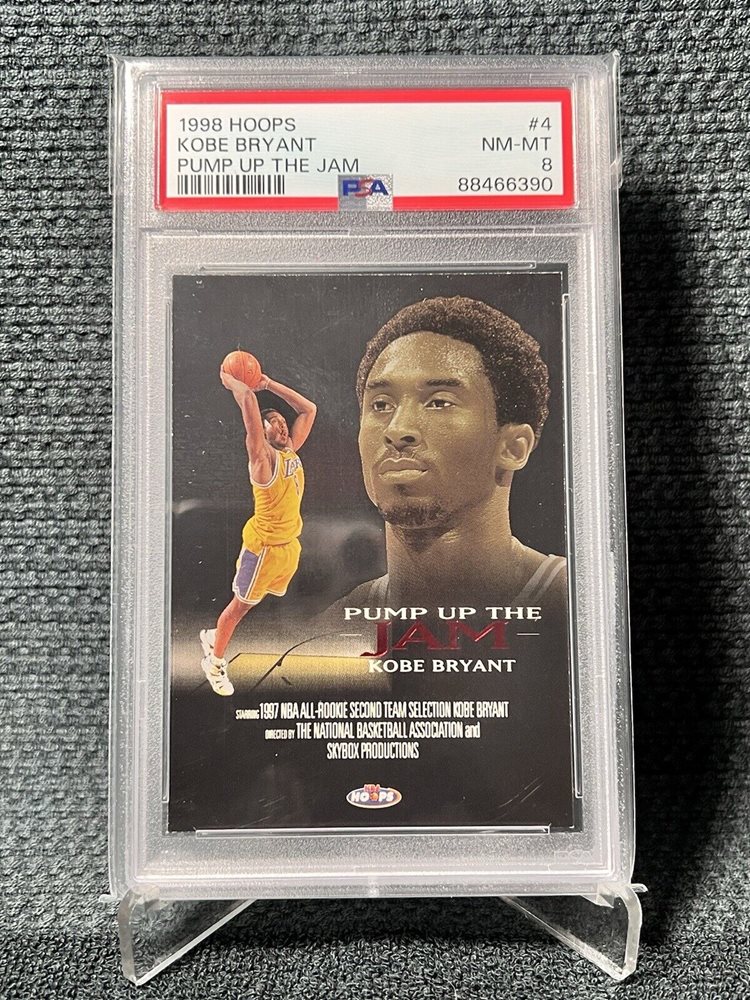 1998 HOOPS #4
KOBE BRYANT NM-MT
PUMP UP THE JAM 8
PSA 88466390
PUMP UP THE
JAM
KOBE BRYANT
STARRING 1997 NBA ALL-ROOKIE SECOND TEAM SELECTION KOBE BRYANT
DIRECTED BY THE NATIONAL BASKETBALL ASSOCIATION and
SKYBOX PRODUCTIONS
NBA
HOOPS